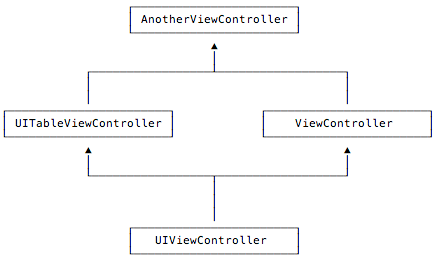 AnotherViewController
UITableViewController
ViewController
UIViewController